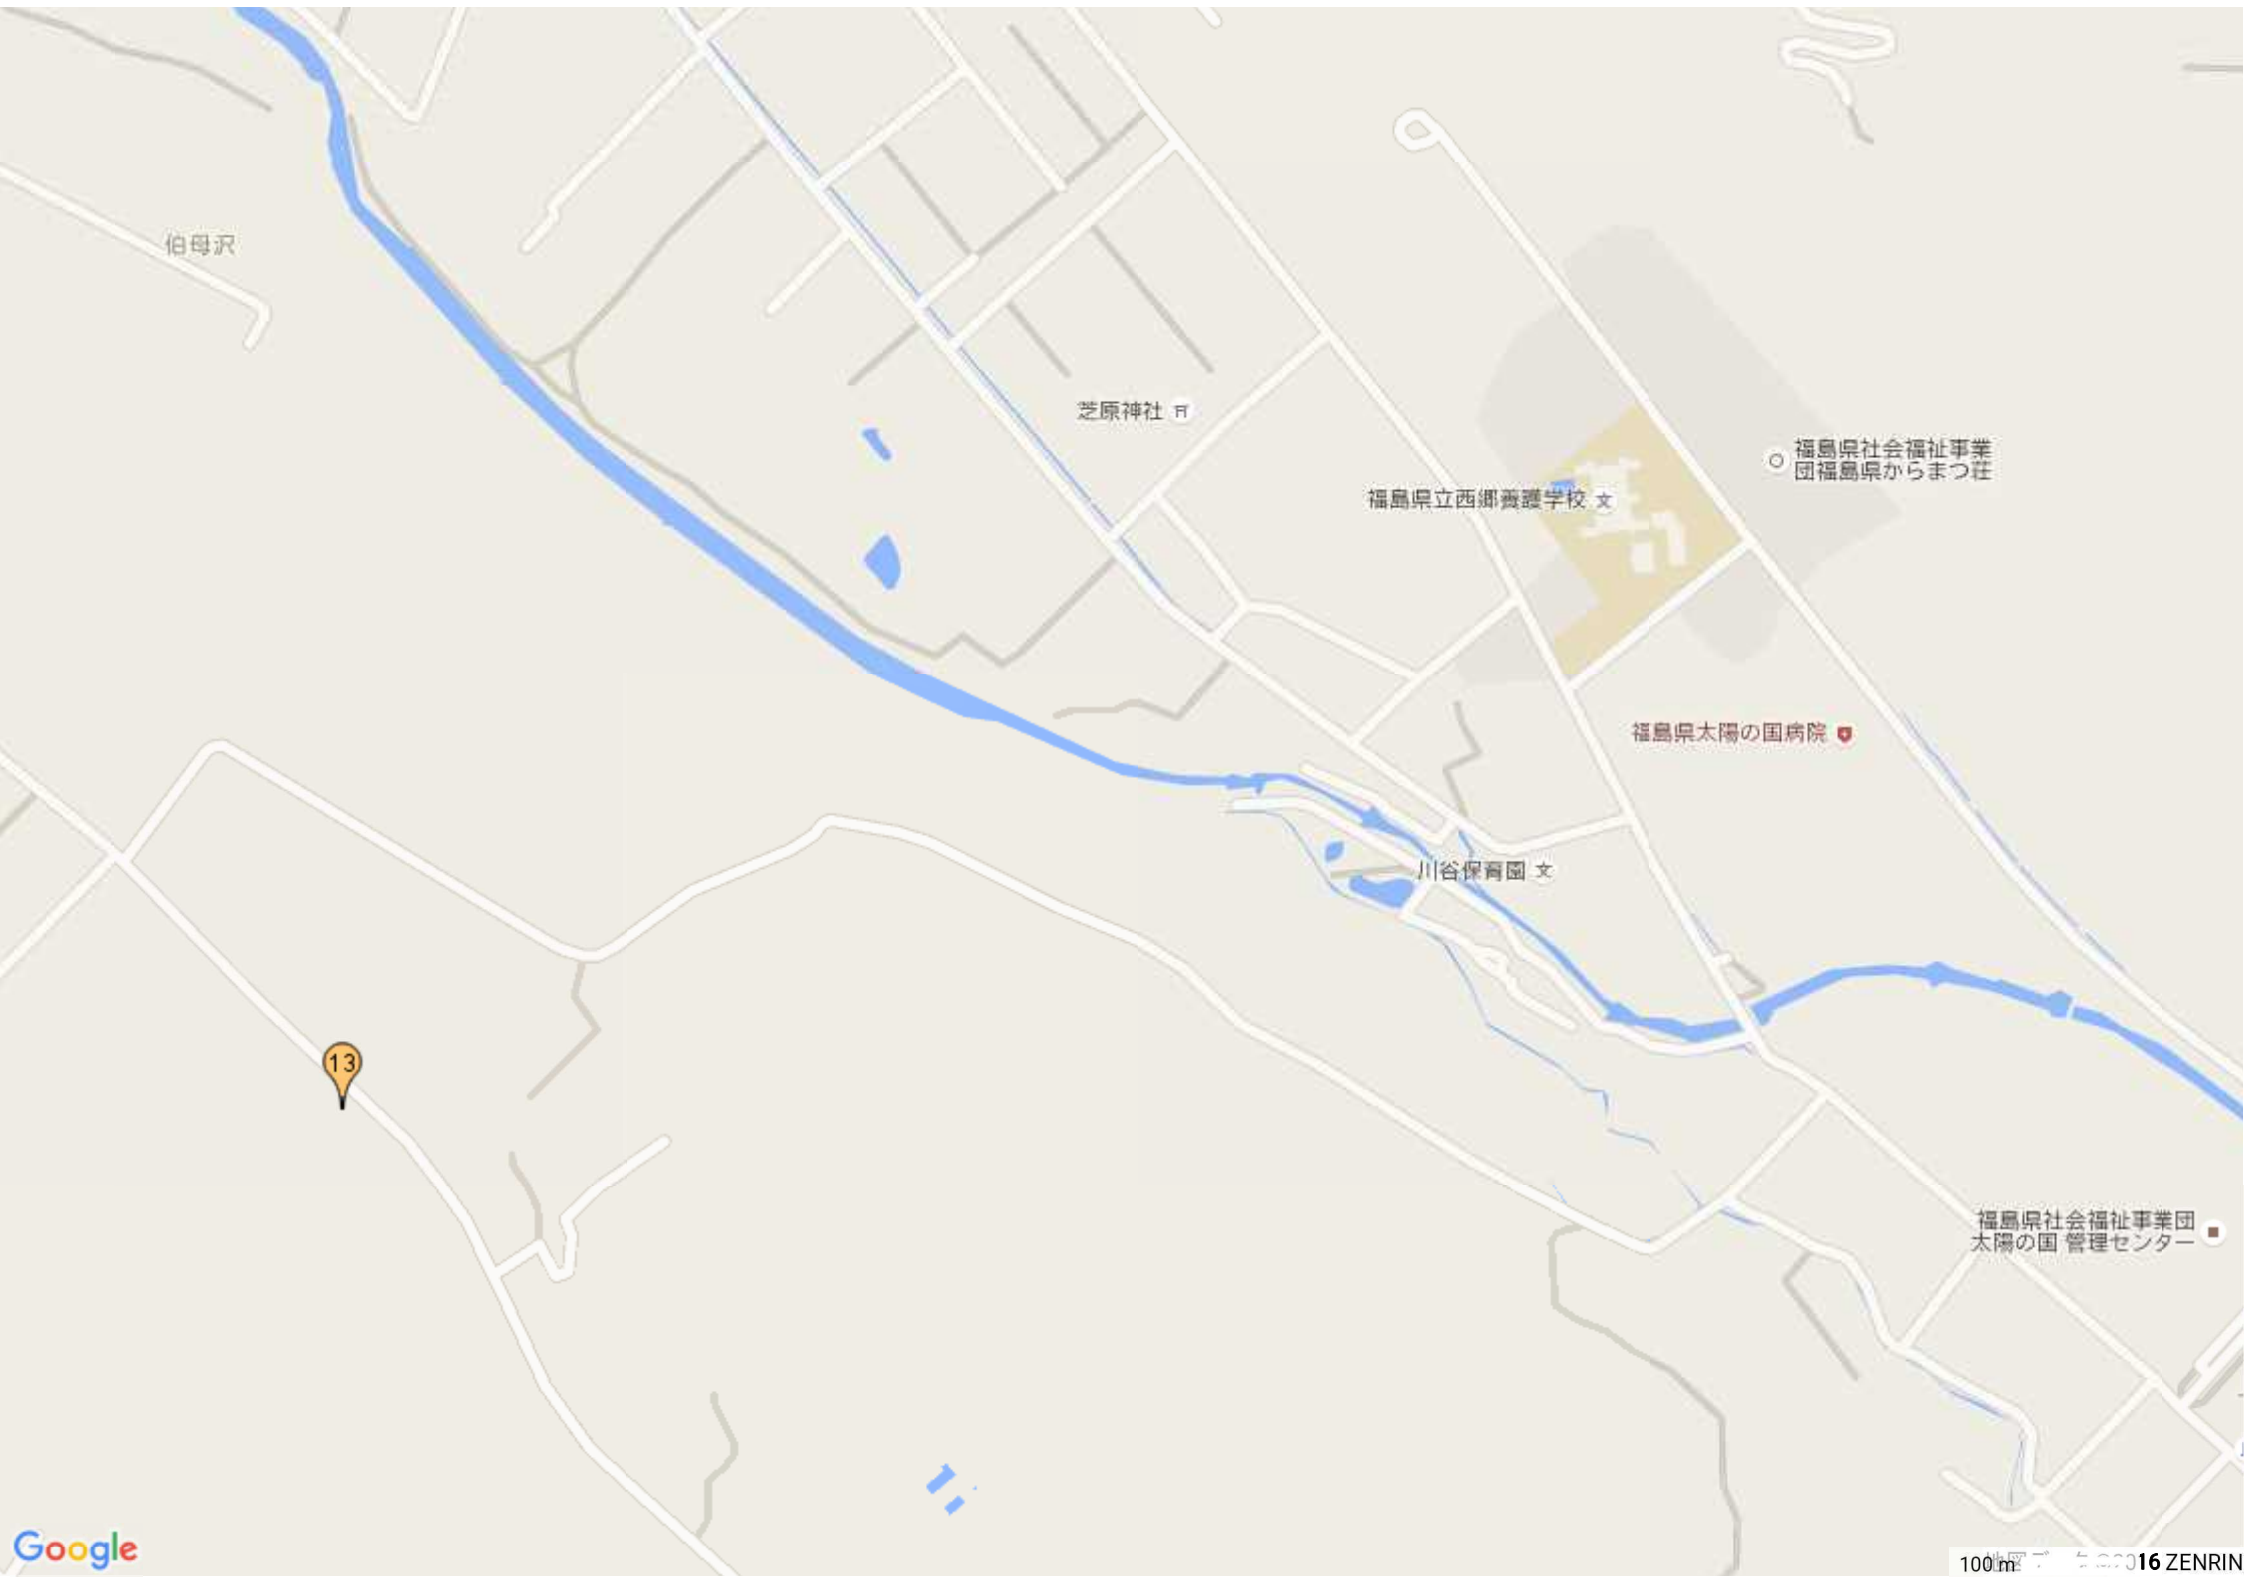 伯母沢
芝原神社
福島県社会福祉事業
団福島県からまつ荘
福島県立西郷養護学校 文
福島県太陽の国病院
川谷保育園 文
13
福島県社会福祉事業団
太陽の国 管理センター
Google
100 m
16 ZENRIN